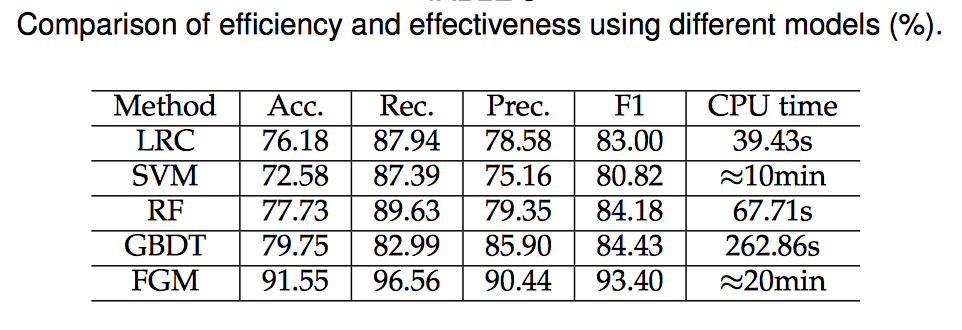 Comparison of efficiency and effectiveness using different models (%).
Method Acc. Rec. Prec. F1 CPU time
LRC 76.18 87.94 78.58 83.00 39.43s
SVM 72.58 87.39 75.16 80.82 ≈10min
RF 77.73 89.63 79.35 84.18 67.71s
GBDT 79.75 82.99 85.90 84.43 262.86s
FGM 91.55 96.56 90.44 93.40 ≈20min